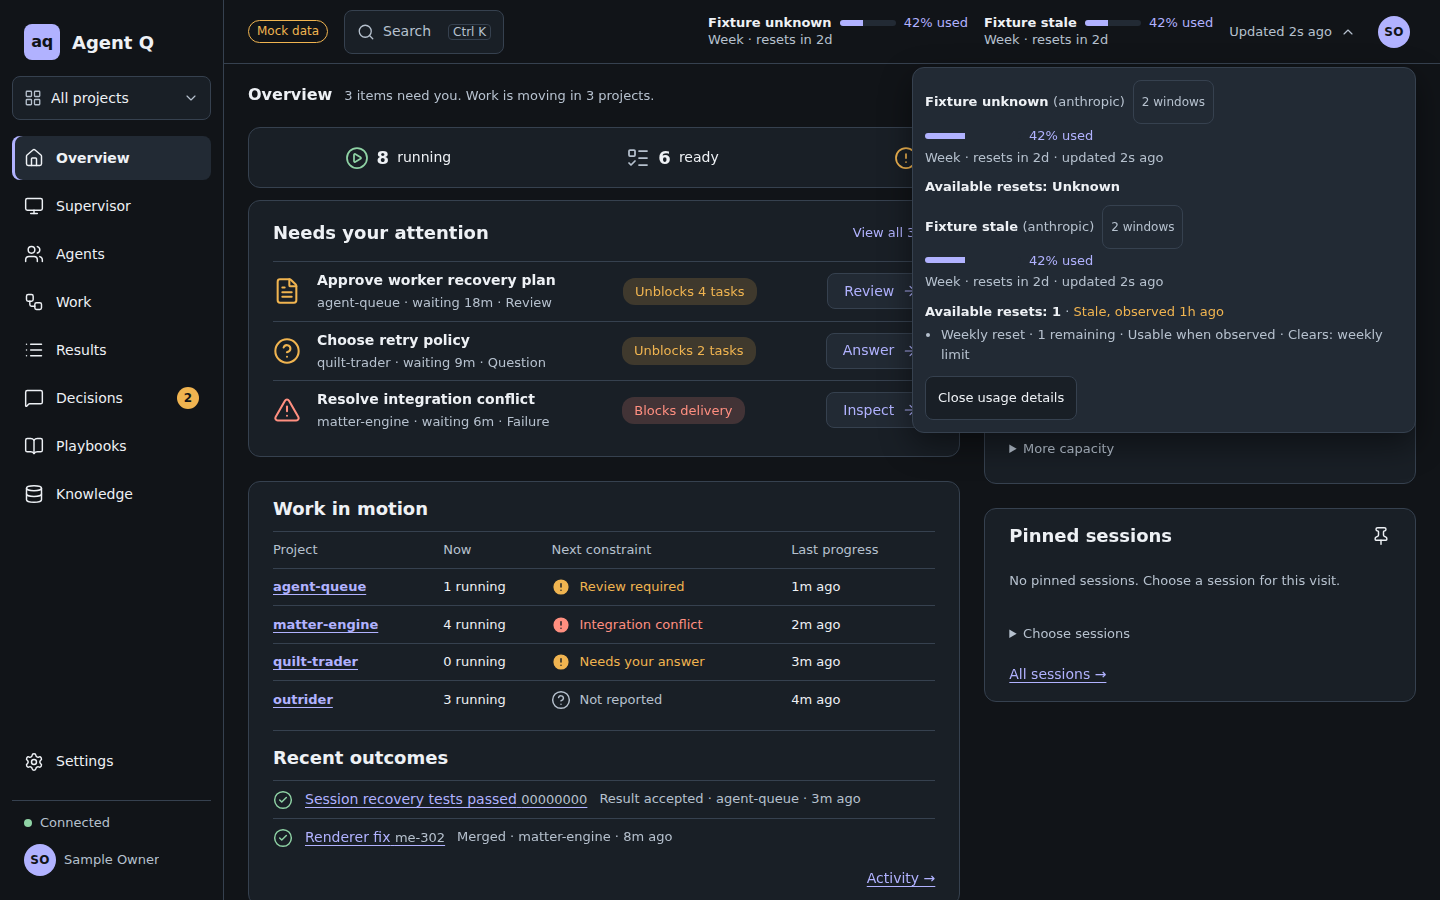 aq Agent Q
All projects
Overview
Supervisor
Agents
Work
Results
Decisions 2
Playbooks
Knowledge
Settings
Connected
SO Sample Owner
Mock data
Search Ctrl K
Fixture unknown 42% used
Week · resets in 2d
Fixture stale 42% used
Week · resets in 2d
Updated 2s ago
SO
Overview 3 items need you. Work is moving in 3 projects.
8 running
6 ready
Fixture unknown (anthropic) 2 windows
42% used
Week · resets in 2d · updated 2s ago
Available resets: Unknown
Fixture stale (anthropic) 2 windows
42% used
Week · resets in 2d · updated 2s ago
Available resets: 1 · Stale, observed 1h ago
• Weekly reset · 1 remaining · Usable when observed · Clears: weekly
limit
Close usage details
Needs your attention
View all 3
Approve worker recovery plan
agent-queue · waiting 18m · Review
Unblocks 4 tasks
Review →
Choose retry policy
quilt-trader · waiting 9m · Question
Unblocks 2 tasks
Answer →
Resolve integration conflict
matter-engine · waiting 6m · Failure
Blocks delivery
Inspect →
More capacity
Work in motion
Project Now Next constraint Last progress
agent-queue 1 running Review required 1m ago
matter-engine 4 running Integration conflict 2m ago
quilt-trader 0 running Needs your answer 3m ago
outrider 3 running Not reported 4m ago
Recent outcomes
Session recovery tests passed 00000000 Result accepted · agent-queue · 3m ago
Renderer fix me-302 Merged · matter-engine · 8m ago
Activity →
Pinned sessions
No pinned sessions. Choose a session for this visit.
Choose sessions
All sessions →